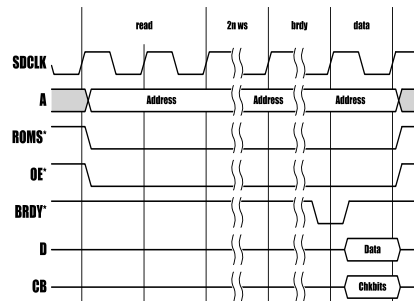 read 2n ws brdy data
SDCLK
A Address Address Address
ROMS*
OE*
BRDY*
D Data
CB Chkbits